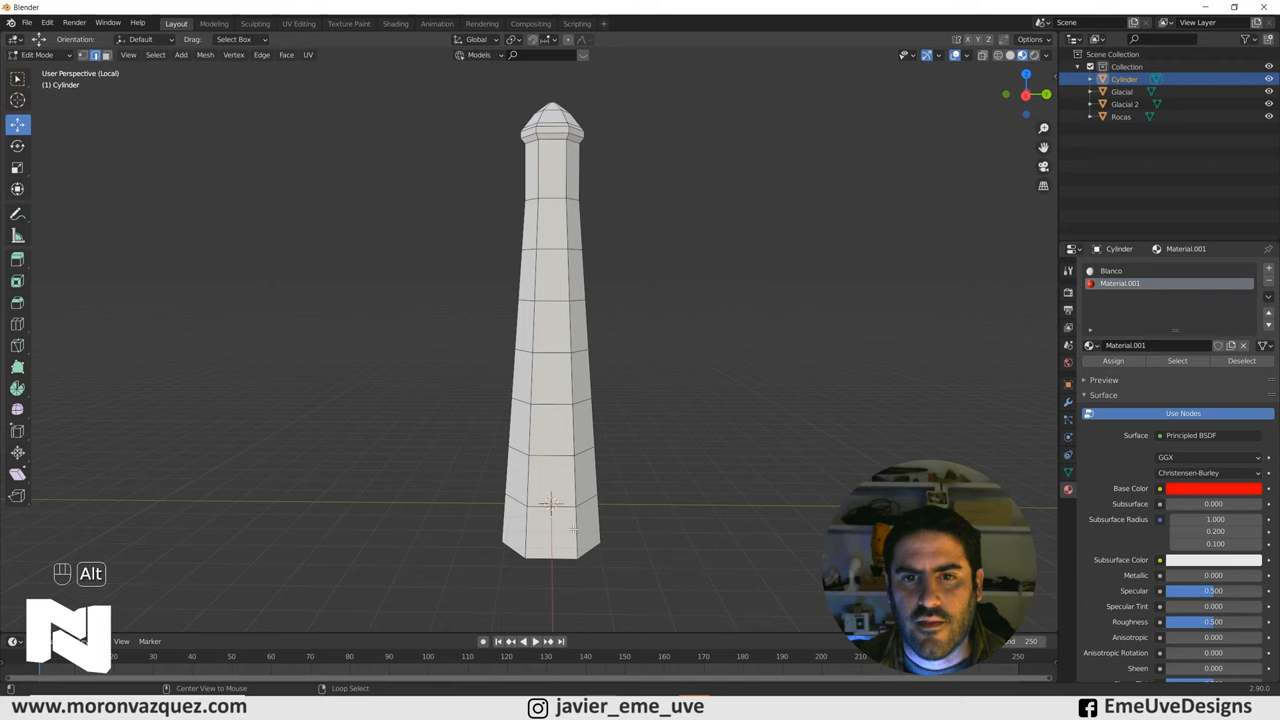 Blender
File Edit Render Window Help Layout Modeling Sculpting UV Editing Texture Paint Shading Animation Rendering Compositing Scripting + Scene View Layer
Orientation: Default Drag: Select Box Global X Y Z Options
Edit Mode View Select Add Mesh Vertex Edge Face UV Models
User Perspective (Local)
(1) Cylinder
Scene Collection
Collection
Cylinder
Glacial
Glacial 2
Rocas
Z
Y
Cylinder Material.001
Blanco
Material.001
Material.001
Assign Select Deselect
Preview
Surface
Use Nodes
Surface: Principled BSDF
GGX
Christensen-Burley
Base Color
Subsurface 0.000
Subsurface Radius 1.000
0.200
0.100
Subsurface Color
Metallic 0.000
Specular 0.500
Specular Tint 0.000
Roughness 0.500
Anisotropic 0.000
Anisotropic Rotation 0.000
Sheen 0.000
Alt
N
View Marker 250
20 30 40 50 60 70 80 90 100 110 120 130 140 150 160 170 180 190 200 210 220 230 240 250
Center View to Mouse Loop Select 2.90.0
www.moronvazquez.com javier_eme_uve EmeUveDesigns